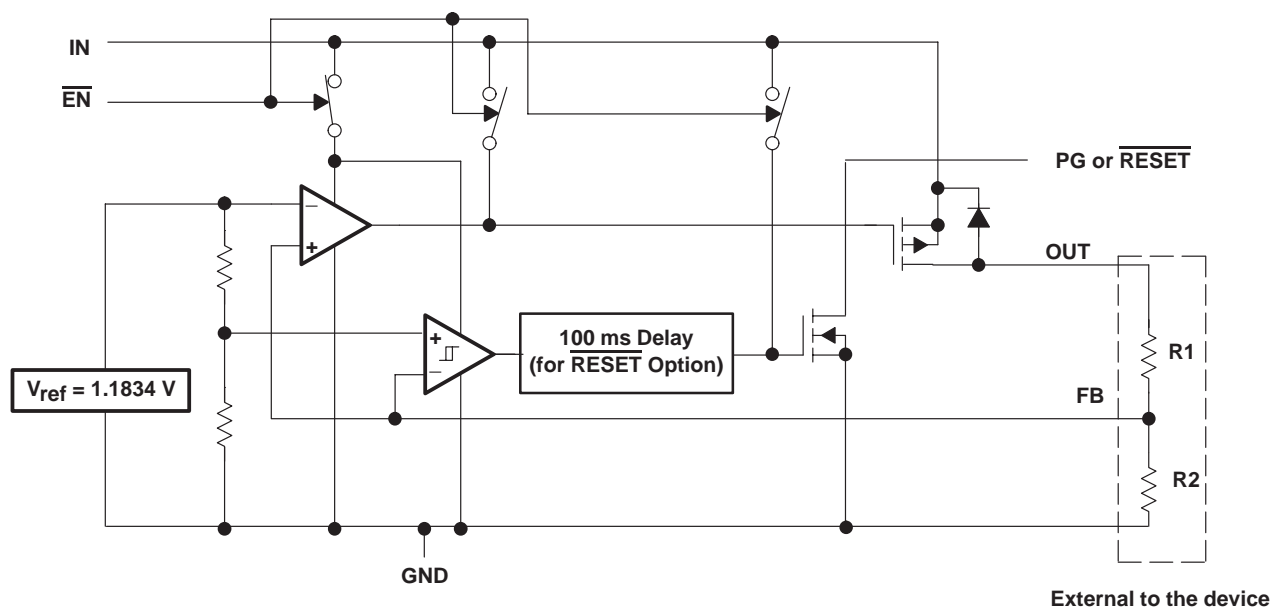 IN
EN
PG or RESET
OUT
100 ms Delay
(for RESET Option)
R1
Vref = 1.1834 V
FB
R2
GND
External to the device
− 
+
+
−